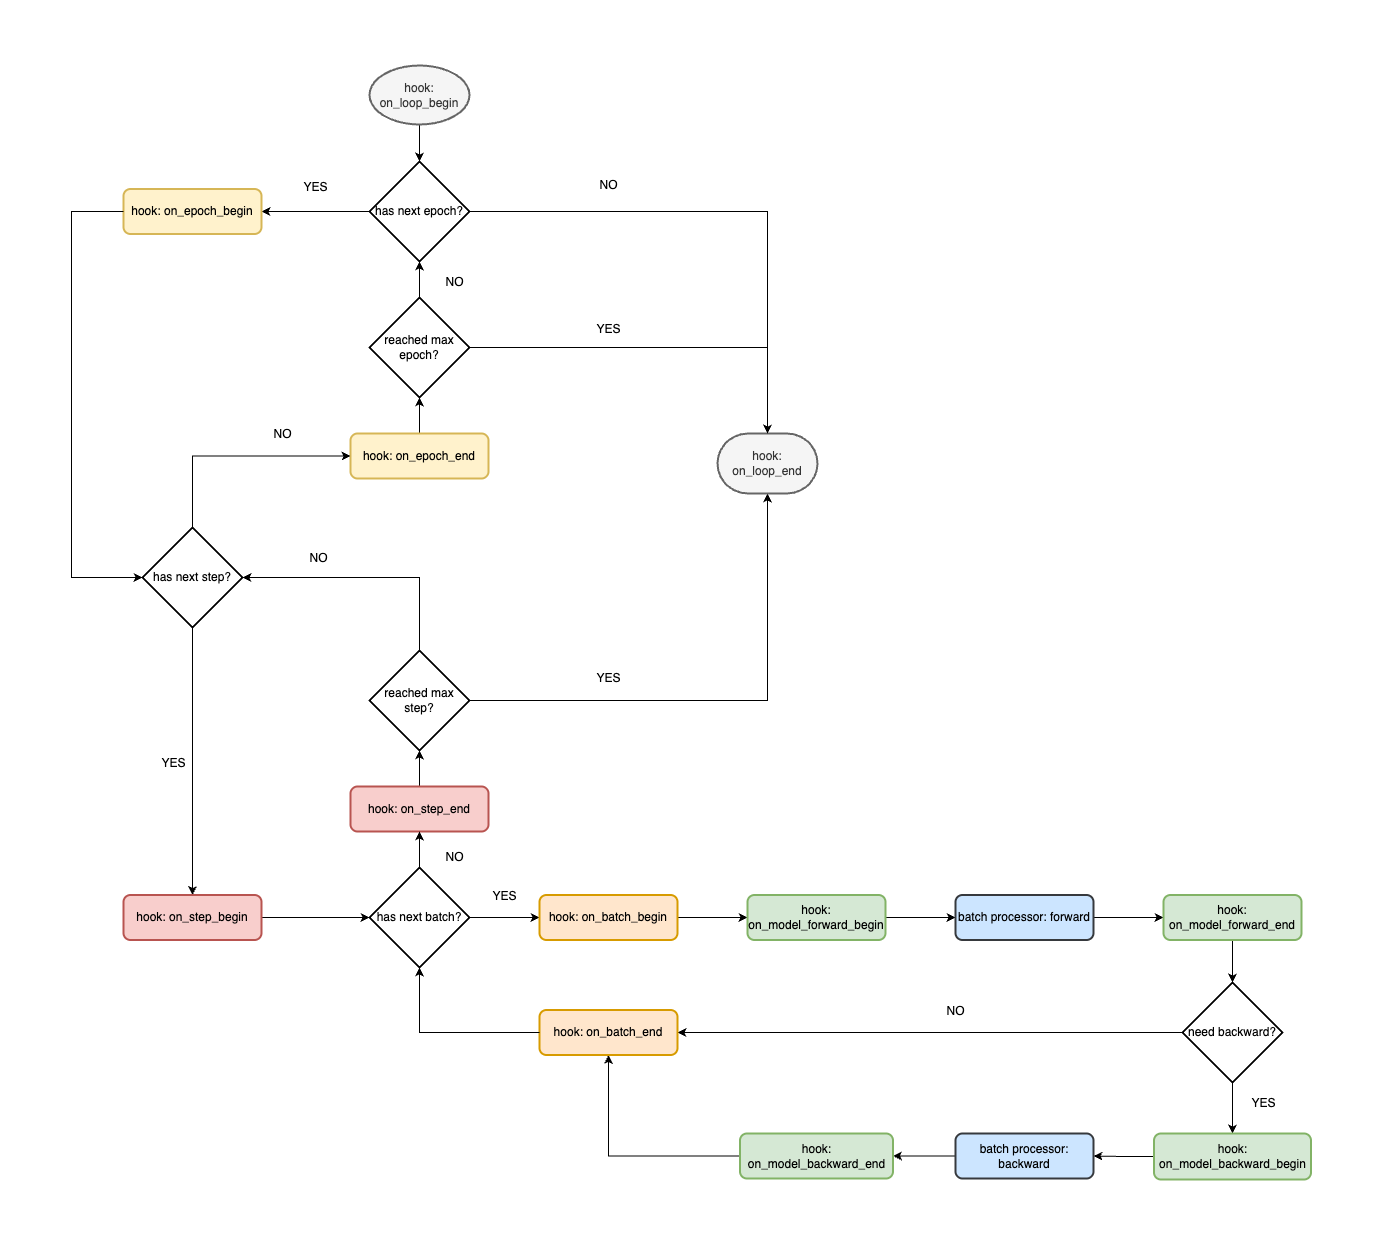 hook:
on_loop_begin
YES
NO
hook: on_epoch_begin
has next epoch?
NO
reached max
epoch?
YES
NO
hook: on_epoch_end
hook:
on_loop_end
NO
has next step?
reached max
step?
YES
YES
hook: on_step_end
NO
YES
hook: on_step_begin
has next batch?
hook: on_batch_begin
hook:
on_model_forward_begin
batch processor: forward
hook:
on_model_forward_end
NO
hook: on_batch_end
need backward?
YES
hook:
on_model_backward_end
batch processor:
backward
hook:
on_model_backward_begin